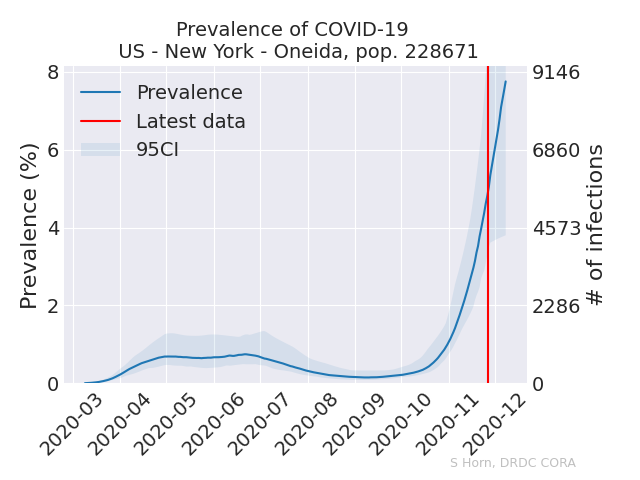 Prevalence of COVID-19
US - New York - Oneida, pop. 228671
Prevalence
Latest data
95CI
Prevalence (%)
8
6
4
2
0
9146
6860
4573
2286
0
# of infections
2020-03
2020-04
2020-05
2020-06
2020-07
2020-08
2020-09
2020-10
2020-11
2020-12
S Horn, DRDC CORA